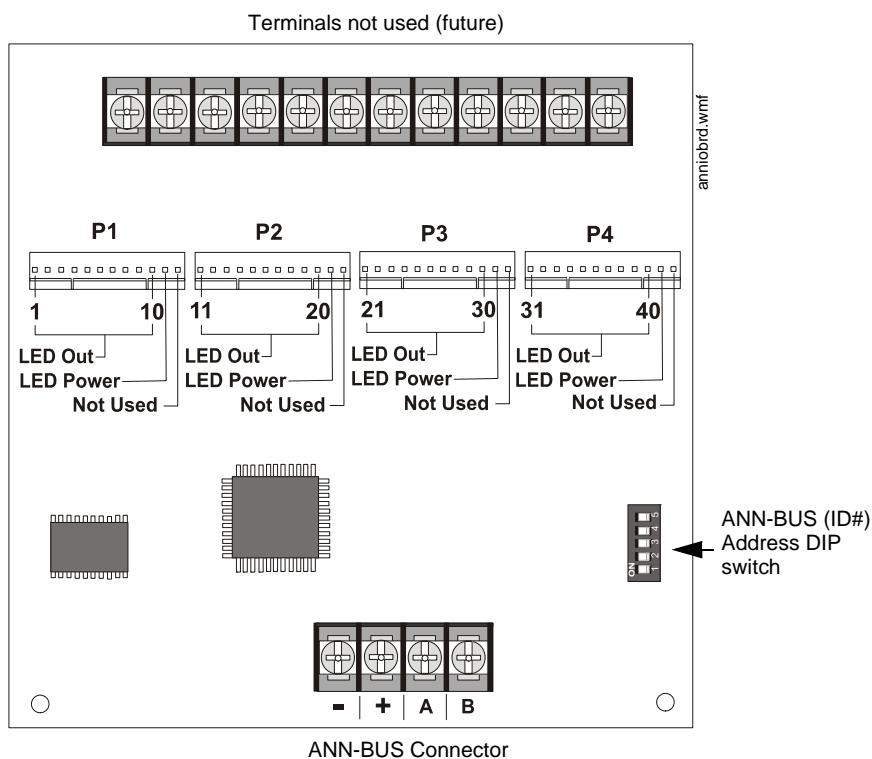 Terminals not used (future)
anniobrd.wmf
P1 P2 P3 P4
1 10 11 20 21 30 31 40
LED Out LED Out LED Out LED Out
LED Power LED Power LED Power LED Power
Not Used Not Used Not Used Not Used
ON
1 2 3 4 5
ANN-BUS (ID#)
Address DIP
switch
- + A B
ANN-BUS Connector